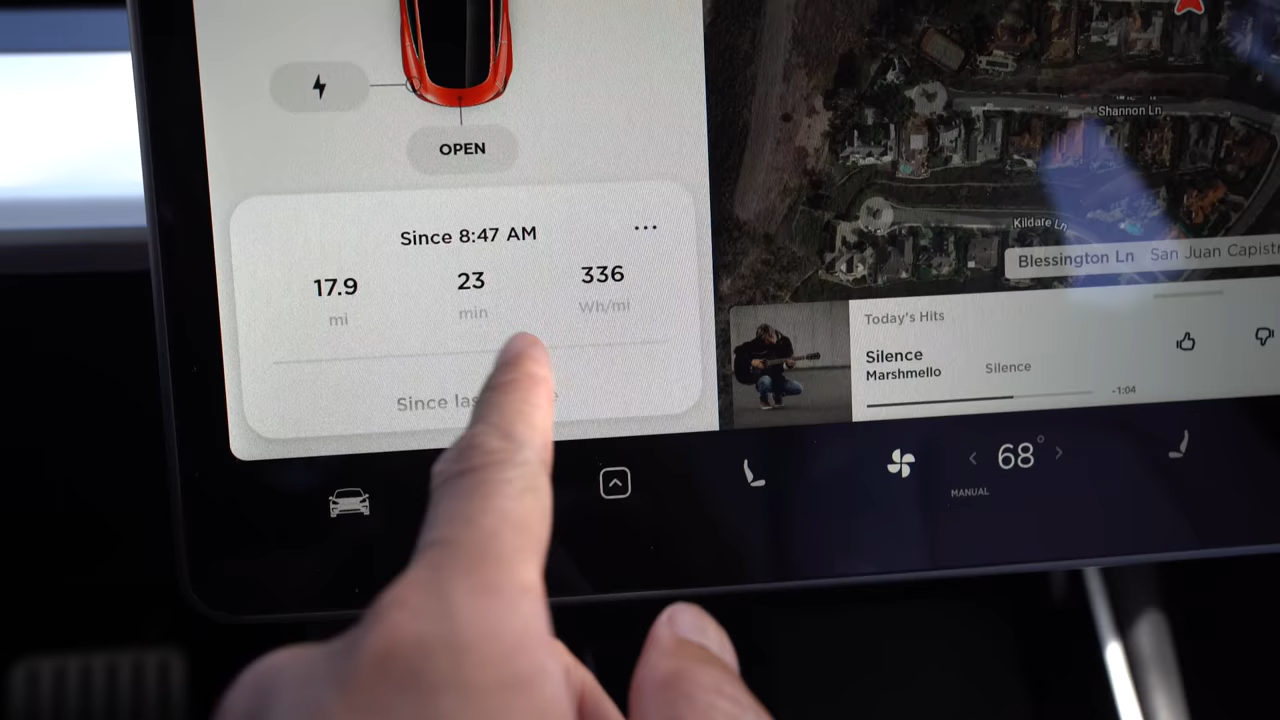 OPEN
Since 8:47 AM
...
17.9
23
336
mi
min
Wh/mi
Since
Shannon Ln
Kildare Ln
Blessington Ln
San Juan
Today's Hits
Silence
Marshmello
Silence
-1:04
68°
MANUAL